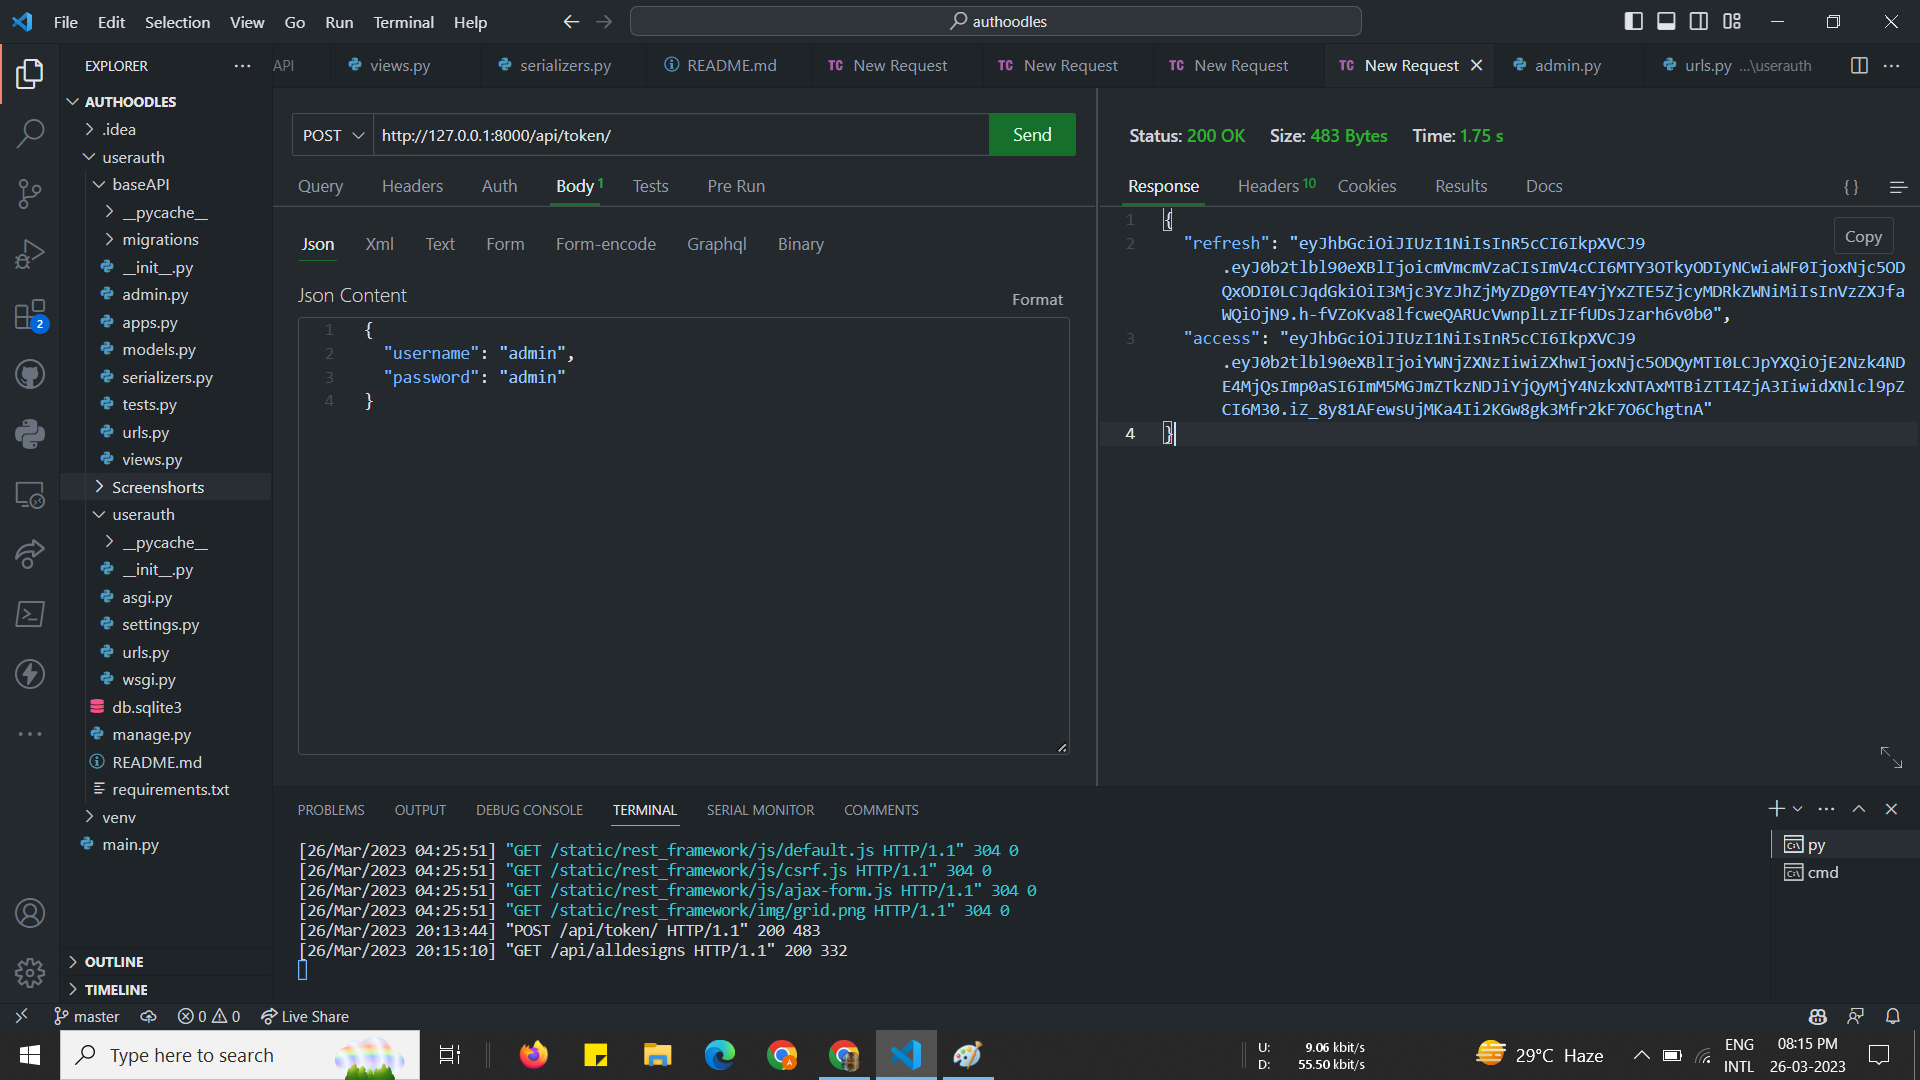 File Edit Selection View Go Run Terminal Help
authoodles
EXPLORER
API views.py serializers.py README.md TC New Request TC New Request TC New Request TC New Request admin.py urls.py ...\userauth
AUTHOODLES
.idea
userauth
baseAPI
__pycache__
migrations
__init__.py
admin.py
apps.py
models.py
serializers.py
tests.py
urls.py
views.py
Screenshorts
userauth
__pycache__
__init__.py
asgi.py
settings.py
urls.py
wsgi.py
db.sqlite3
manage.py
README.md
requirements.txt
venv
main.py
OUTLINE
TIMELINE
POST http://127.0.0.1:8000/api/token/ Send
Query Headers Auth Body 1 Tests Pre Run
Json Xml Text Form Form-encode Graphql Binary
Json Content
Format
1 {
2 "username": "admin",
3 "password": "admin"
4 }
Status: 200 OK Size: 483 Bytes Time: 1.75 s
Response Headers 10 Cookies Results Docs { }
Copy
1 {
2 "refresh": "eyJhbGciOiJIUzI1NiIsInR5cCI6IkpXVCJ9
.eyJ0b2tlbl90eXBlIjoicmVmcmVzaCIsImV4cCI6MTY3OTkyODIyNCwiaWF0IjoxNjc5OD
QxODI0LCJqdGkiOiI3Mjc3YzJhZjMyZDg0YTE4YjYxZTE5ZjcyMDRkZWNiMiIsInVzZXJfa
WQiOjN9.h-fVZoKva8lfcweQARUcVwnplLzIFfUDsJzarh6v0b0",
3 "access": "eyJhbGciOiJIUzI1NiIsInR5cCI6IkpXVCJ9
.eyJ0b2tlbl90eXBlIjoiYWNjZXNzIiwiZXhwIjoxNjc5ODQyMTI0LCJpYXQiOjE2Nzk4ND
E4MjQsImp0aSI6ImM5MGJmZTkzNDJiYjQyMjY4NzkxNTAxMTBiZTI4ZjA3IiwidXNlcl9pZ
CI6M30.iZ_8y81AFewsUjMKa4Ii2KGw8gk3Mfr2kF7O6ChgtnA"
4 }
PROBLEMS OUTPUT DEBUG CONSOLE TERMINAL SERIAL MONITOR COMMENTS
[26/Mar/2023 04:25:51] "GET /static/rest_framework/js/default.js HTTP/1.1" 304 0
[26/Mar/2023 04:25:51] "GET /static/rest_framework/js/csrf.js HTTP/1.1" 304 0
[26/Mar/2023 04:25:51] "GET /static/rest_framework/js/ajax-form.js HTTP/1.1" 304 0
[26/Mar/2023 04:25:51] "GET /static/rest_framework/img/grid.png HTTP/1.1" 304 0
[26/Mar/2023 20:13:44] "POST /api/token/ HTTP/1.1" 200 483
[26/Mar/2023 20:15:10] "GET /api/alldesigns HTTP/1.1" 200 332
py
cmd
2
master 0 0 Live Share
Type here to search
U: 9.06 kbit/s
D: 55.50 kbit/s
29°C Haze
ENG
INTL
08:15 PM
26-03-2023